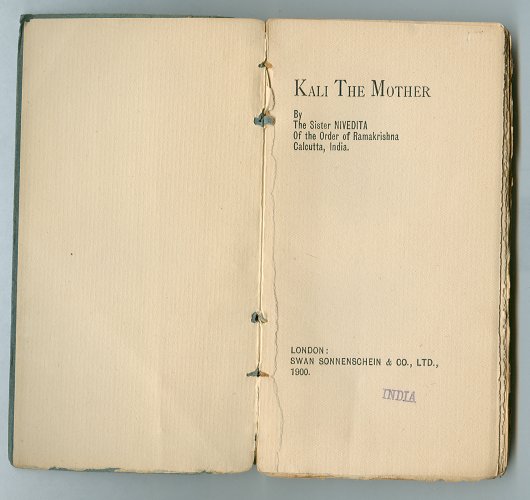 KALI THE MOTHER
By
The Sister NIVEDITA
Of the Order of Ramakrishna
Calcutta, India.
LONDON:
SWAN SONNENSCHEIN & CO., LTD.,
1900.
INDIA